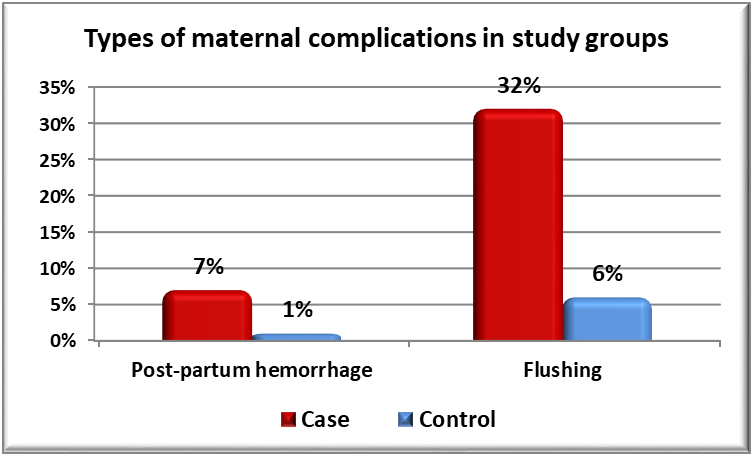 Types of maternal complications in study groups
35%
30%
25%
20%
15%
10%
5%
0%
7%
1%
32%
6%
Post-partum hemorrhage
Flushing
Case
Control